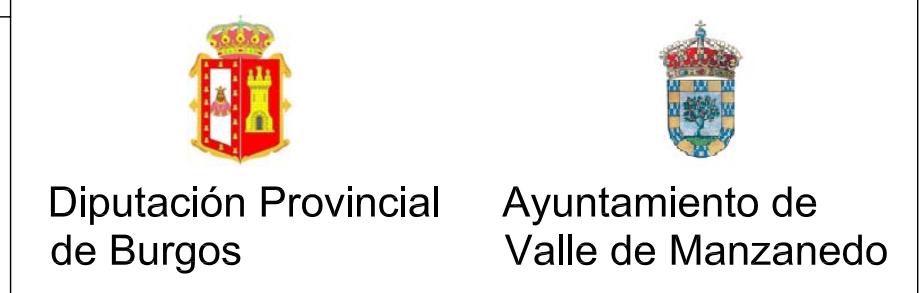 Diputación Provincial
de Burgos
Ayuntamiento de
Valle de Manzanedo